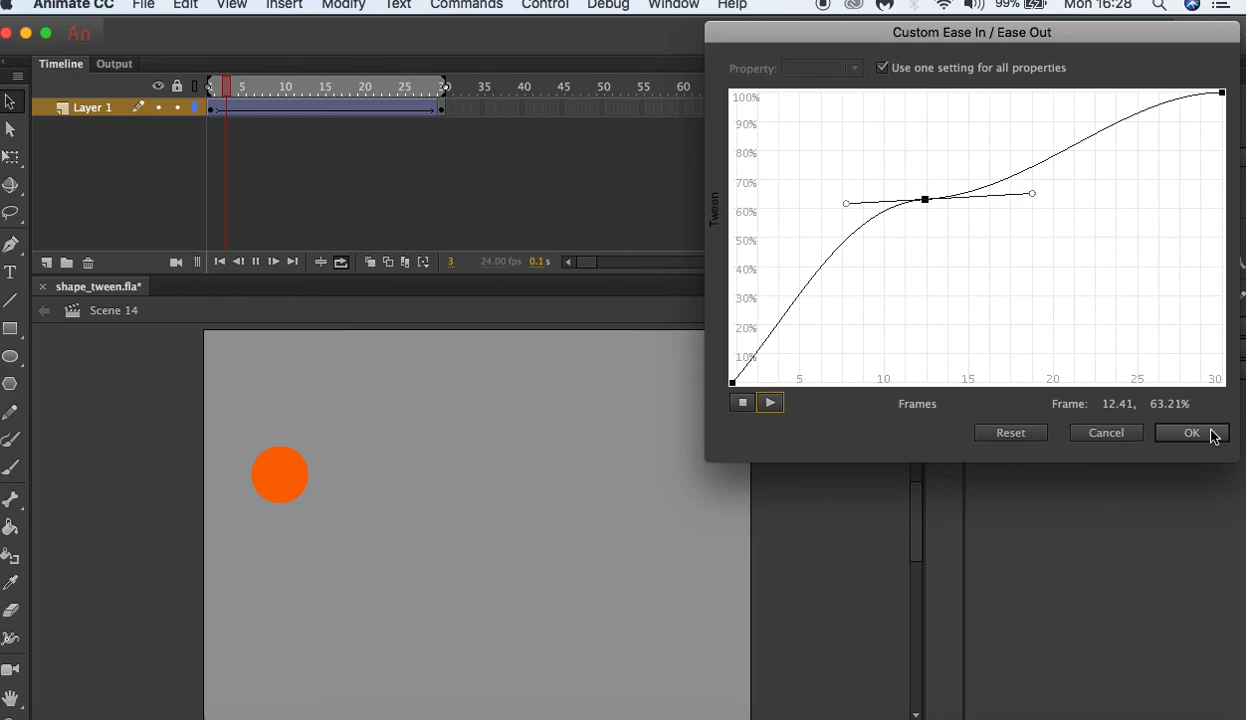 Animate CC File Edit View Insert Modify Text Commands Control Debug Window Help 99% Mon 16:28
An
Custom Ease In / Ease Out
Timeline Output
Property: Use one setting for all properties
5 10 15 20 25 30 35 40 45 50 55 60
Layer 1
100%
90%
80%
70%
60%
50%
40%
30%
20%
10%
Tween
5 10 15 20 25 30
3 24.00 fps 0.1 s
shape_tween.fla*
Scene 14
Frames Frame: 12.41, 63.21%
Reset Cancel OK
T